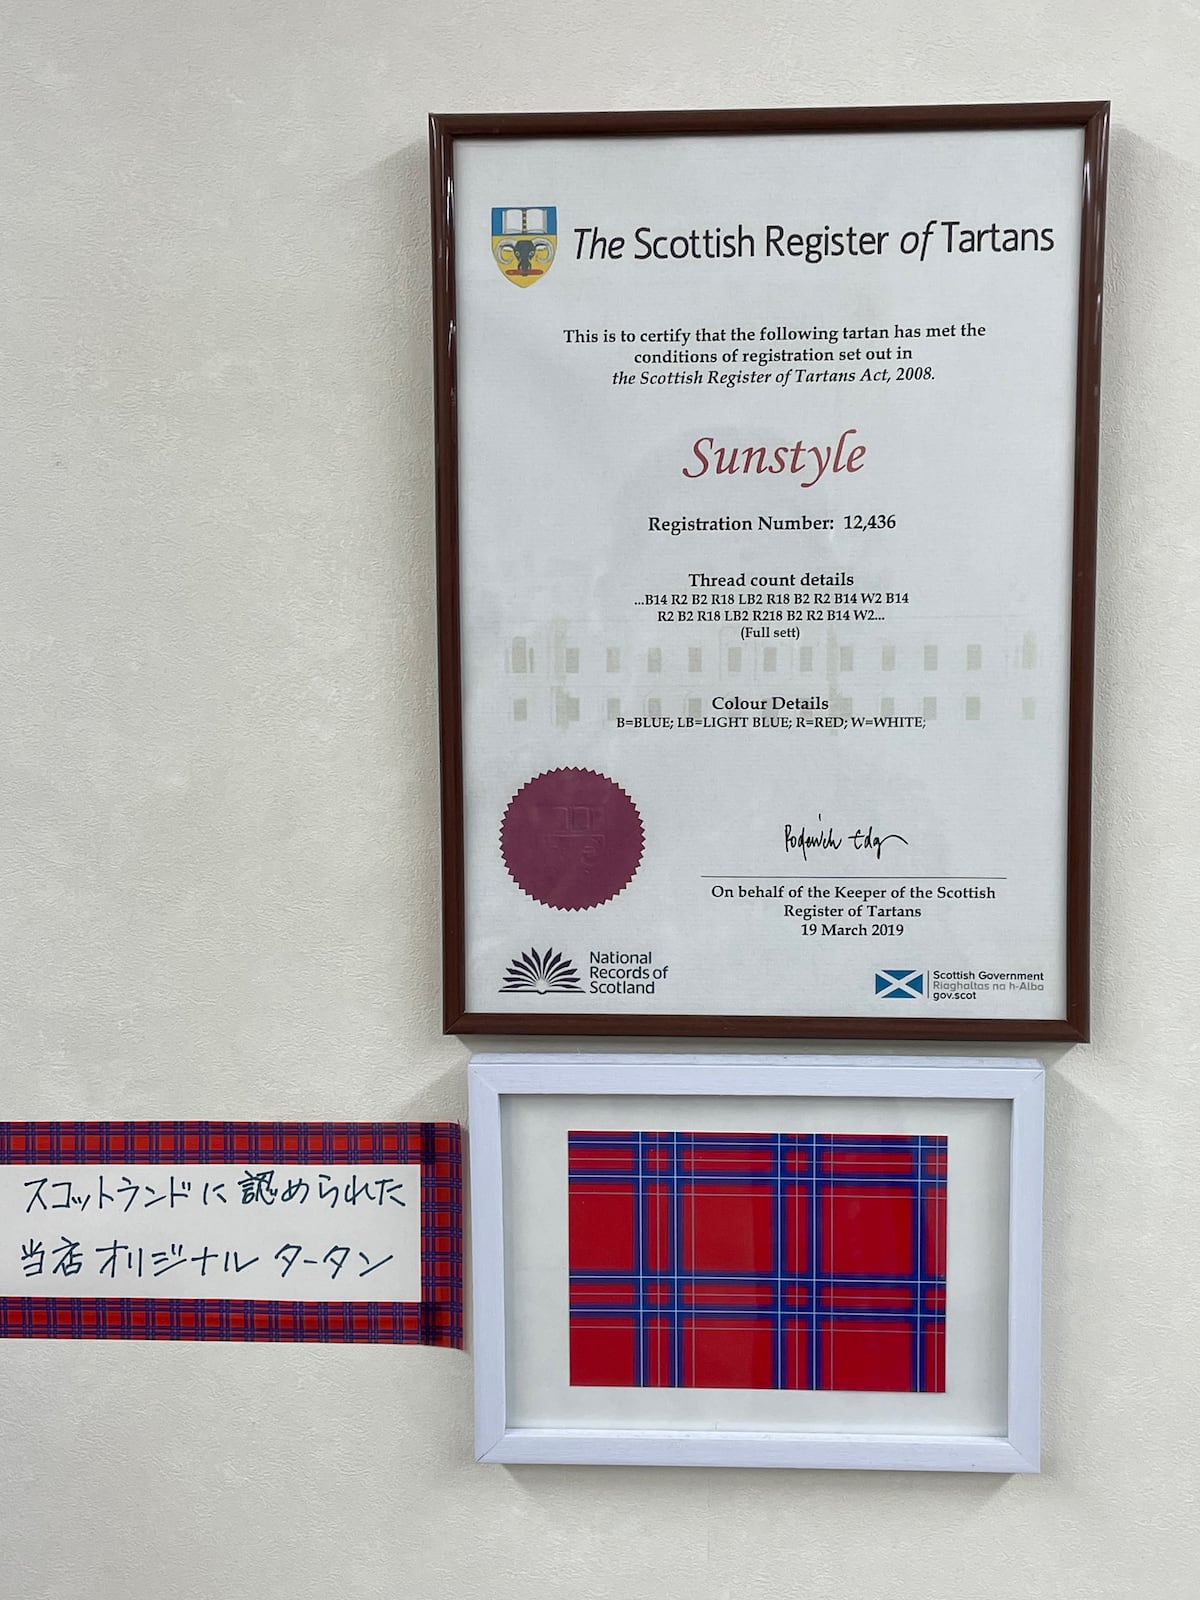 The Scottish Register of Tartans
This is to certify that the following tartan has met the
conditions of registration set out in
the Scottish Register of Tartans Act, 2008.
Sunstyle
Registration Number: 12,436
Thread count details
...B14 R2 B2 R18 LB2 R18 B2 R2 B14 W2 B14
R2 B2 R18 LB2 R218 B2 R2 B14 W2...
(Full sett)
Colour Details
B=BLUE; LB=LIGHT BLUE; R=RED; W=WHITE;
On behalf of the Keeper of the Scottish
Register of Tartans
19 March 2019
National
Records of
Scotland
Scottish Government
Riaghaltas na h-Alba
gov.scot
スコットランドに認められた
当店オリジナル タータン